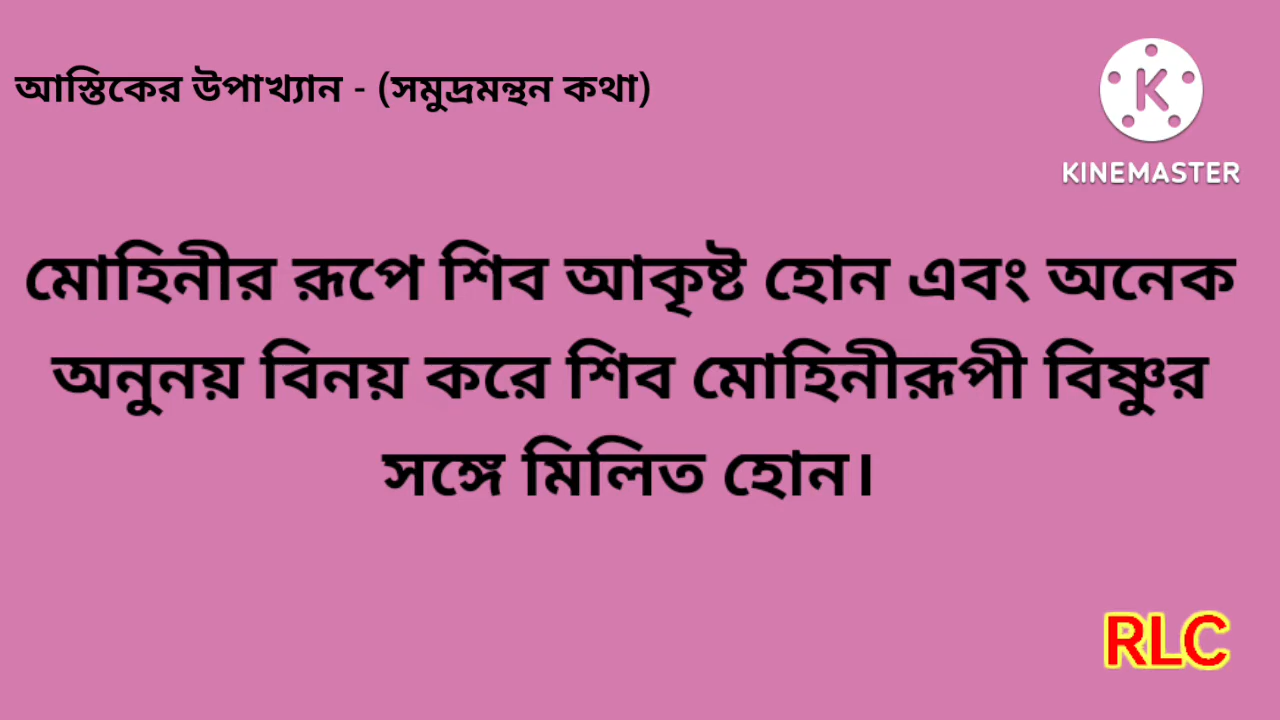 আস্তিকের উপাখ্যান - (সমুদ্রমন্থন কথা)
KINEMASTER
মোহিনীর রূপে শিব আকৃষ্ট হোন এবং অনেক
অনুনয় বিনয় করে শিব মোহিনীরূপী বিষ্ণুর
সঙ্গে মিলিত হোন।
RLC